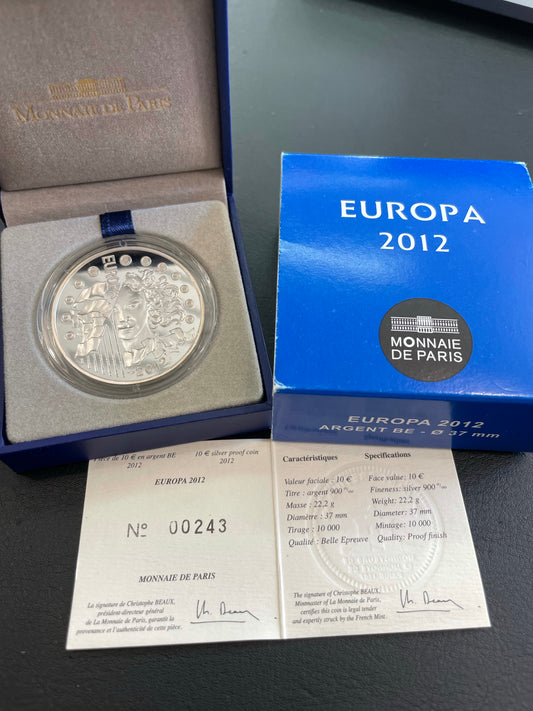 MONNAIE DE PARIS
EUROPA
2012
EUROPA
2012
MONNAIE
DE PARIS
EUROPA 2012
ARGENT BE - Ø 37 mm
Pièce de 10 € en argent BE
2012
10 € silver proof coin
2012
EUROPA 2012
Nº 00243
MONNAIE DE PARIS
La signature de Christophe BEAUX,
président-directeur général
de La Monnaie de Paris, garantit la
provenance et l'authenticité de cette pièce.
Caractéristiques
Valeur faciale : 10 €
Titre : argent 900 ‰
Masse : 22,2 g
Diamètre : 37 mm
Tirage : 10 000
Qualité : Belle Epreuve
Specifications
Face value: 10 €
Fineness: silver 900 ‰
Weight: 22,2 g
Diameter: 37 mm
Mintage: 10 000
Quality: Proof finish
The signature of Christophe BEAUX,
Mintmaster of La Monnaie de Paris,
certifies this coin is legal tender
and expertly struck by the French Mint.